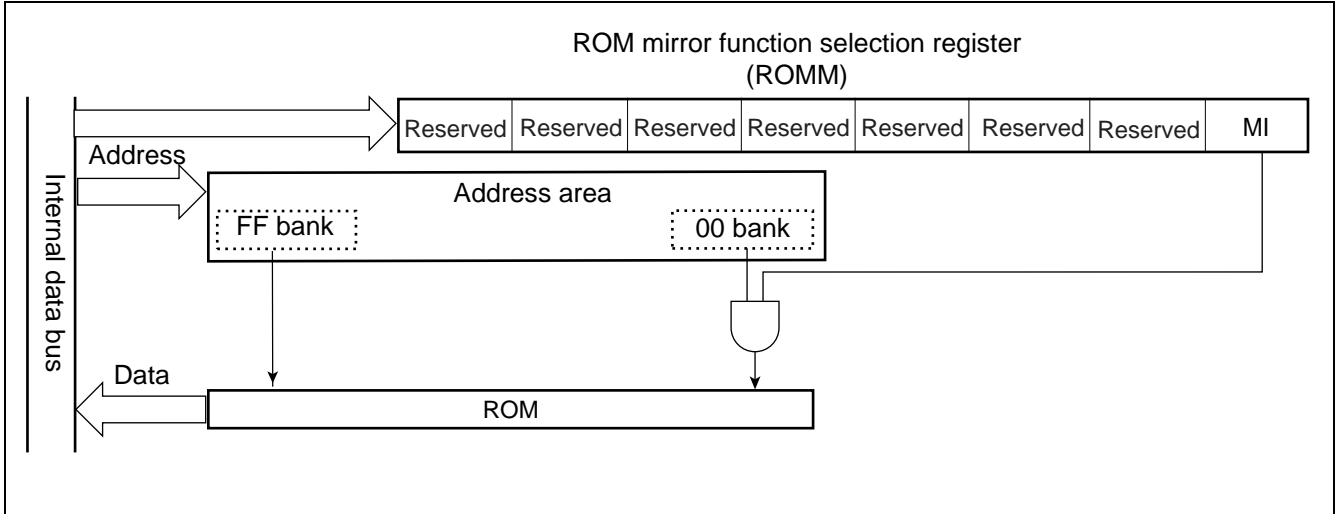 ROM mirror function selection register
(ROMM)
Reserved Reserved Reserved Reserved Reserved Reserved Reserved MI
Address
Address area
FF bank 00 bank
Internal data bus
Data
ROM